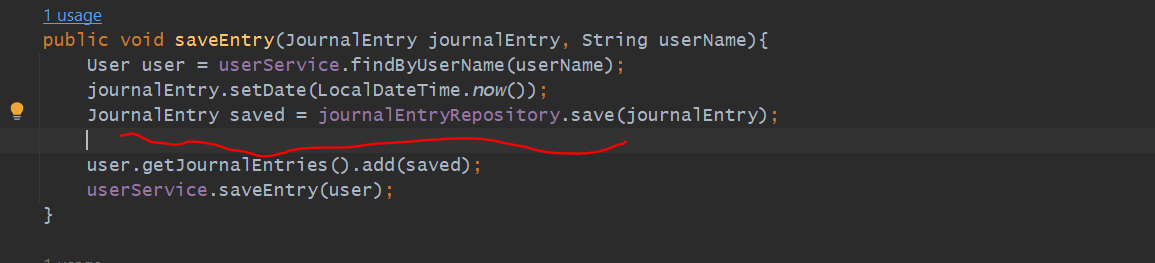 1 usage
public void saveEntry(JournalEntry journalEntry, String userName){
User user = userService.findByUserName(userName);
journalEntry.setDate(LocalDateTime.now());
JournalEntry saved = journalEntryRepository.save(journalEntry);
user.getJournalEntries().add(saved);
userService.saveEntry(user);
}
1 usage